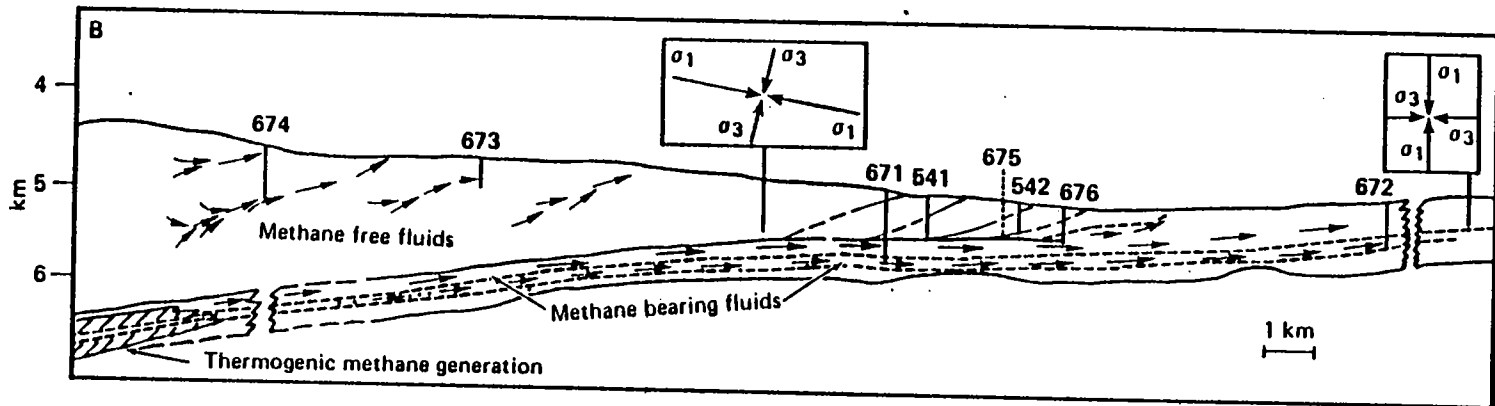 B
σ1 σ3
σ3 σ1
σ1
σ3
σ3
σ1
4
5
6
km
674
673
671
541
675
542
676
672
Methane free fluids
Methane bearing fluids
Thermogenic methane generation
1 km